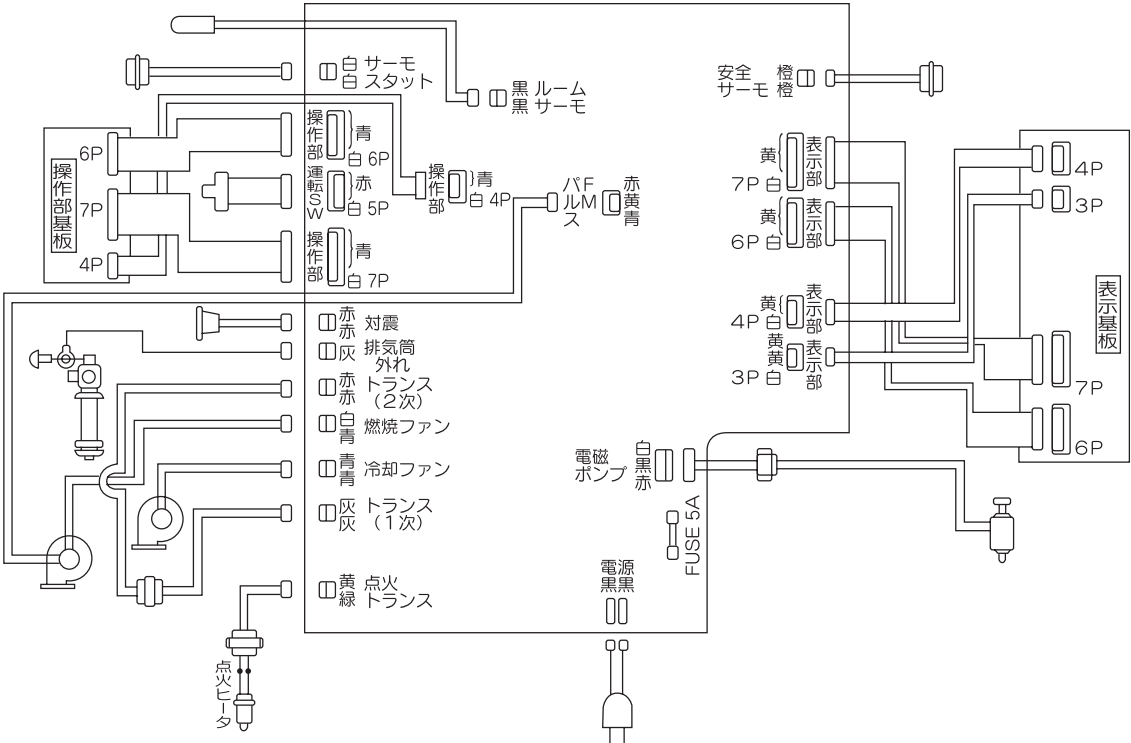 白 サーモ
白 スタット
黒 ルーム
黒 サーモ
安全 橙
サーモ 橙
操作部
青
白 6P
運転SW
赤
白 5P
操作部
青
白 7P
操作部
青
白 4P
パルス
FM
赤
黄
青
6P
7P
4P
操作部基板
表示部
黄
7P 白
表示部
黄
6P 白
表示部
黄
4P 白
表示部
黄
黄
3P 白
4P
3P
7P
6P
表示基板
赤
赤 対震
灰 排気筒
外れ
赤 トランス
赤 (2次)
白
青 燃焼ファン
青
青 冷却ファン
灰 トランス
灰 (1次)
黄 点火
緑 トランス
電磁
ポンプ
白
黒
赤
FUSE 5A
電源
黒黒
点火ヒータ